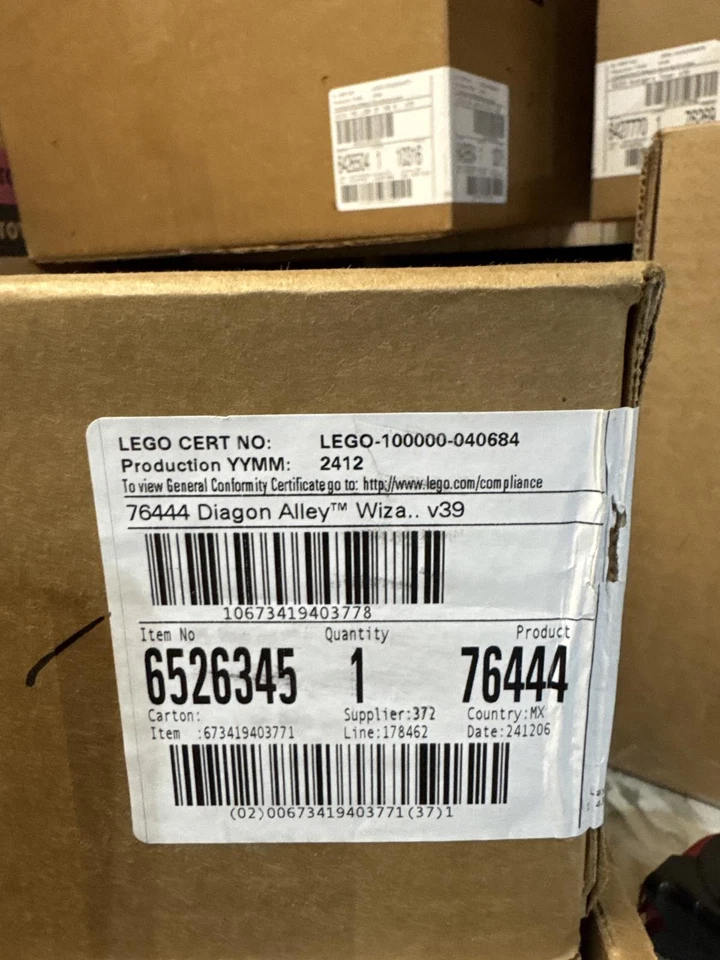 10316
76989
LEGO CERT NO: LEGO-100000-040684
Production YYMM: 2412
To view General Conformity Certificate go to: http://www.lego.com/compliance
76444 Diagon Alley™ Wiza.. v39
10673419403778
Item No Quantity Product
6526345 1 76444
Carton: Supplier:372 Country:MX
Item :673419403771 Line:178462 Date:241206
(02)00673419403771(37)1